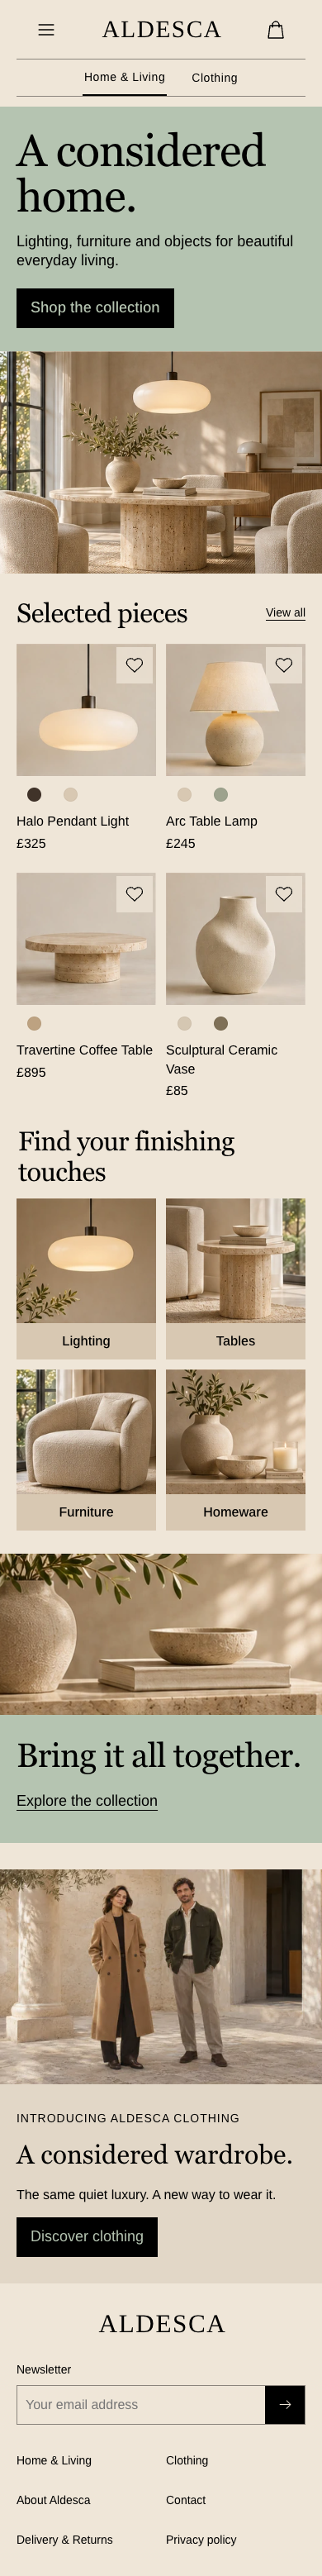 ALDESCA
Home & Living
Clothing
A considered
home.
Lighting, furniture and objects for beautiful
everyday living.
Shop the collection
Selected pieces
View all
Halo Pendant Light
£325
Arc Table Lamp
£245
Travertine Coffee Table
£895
Sculptural Ceramic
Vase
£85
Find your finishing
touches
Lighting
Tables
Furniture
Homeware
Bring it all together.
Explore the collection
INTRODUCING ALDESCA CLOTHING
A considered wardrobe.
The same quiet luxury. A new way to wear it.
Discover clothing
ALDESCA
Newsletter
Your email address
Home & Living
Clothing
About Aldesca
Contact
Delivery & Returns
Privacy policy